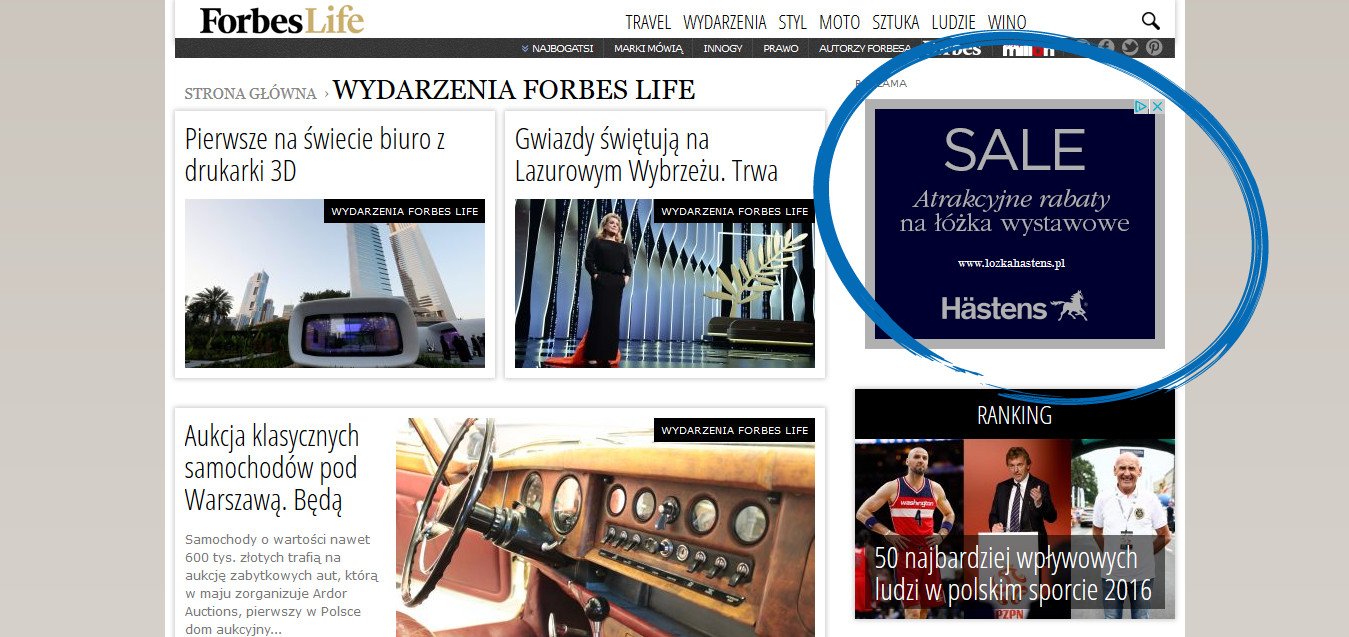 ForbesLife
TRAVEL WYDARZENIA STYL MOTO SZTUKA LUDZIE WINO
NAJBOGATSI MARKI MÓWIĄ INNOGY PRAWO AUTORZY FORBESA Forbes
STRONA GŁÓWNA › WYDARZENIA FORBES LIFE
Pierwsze na świecie biuro z
drukarki 3D
WYDARZENIA FORBES LIFE
Gwiazdy świętują na
Lazurowym Wybrzeżu. Trwa
WYDARZENIA FORBES LIFE
SALE
Atrakcyjne rabaty
na łóżka wystawowe
www.lozkahastens.pl
Hästens
Aukcja klasycznych
samochodów pod
Warszawą. Będą
Samochody o wartości nawet
600 tys. złotych trafią na
aukcję zabytkowych aut, którą
w maju zorganizuje Ardor
Auctions, pierwszy w Polsce
dom aukcyjny...
WYDARZENIA FORBES LIFE
RANKING
washington
4
50 najbardziej wpływowych
ludzi w polskim sporcie 2016
PZPN